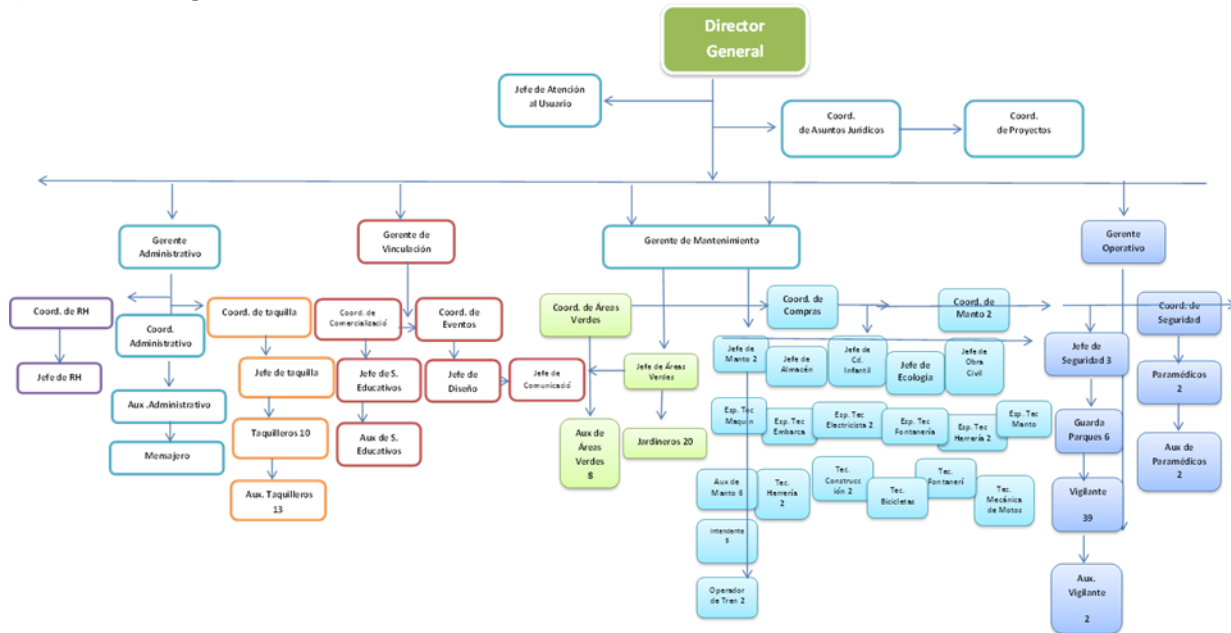 Director
General
Jefe de Atención
al Usuario
Coord.
de Asuntos Jurídicos
Coord.
de Proyectos
Gerente
Administrativo
Gerente de
Vinculación
Gerente de Mantenimiento
Gerente
Operativo
Coord. de RH
Coord.
Administrativo
Coord. de taquilla
Coord. de
Comercializació
Coord. de
Eventos
Coord. de Áreas
Verdes
Coord. de
Compras
Coord. de
Manto 2
Coord. de
Seguridad
Jefe de RH
Jefe de taquilla
Jefe de S.
Educativos
Jefe de
Diseño
Jefe de
Comunicació
Jefe de Áreas
Verdes
Jefe de
Manto 2
Jefe de
Almacén
Jefe de
Cd.
Infantil
Jefe de
Ecología
Jefe de
Obra
Civil
Jefe de
Seguridad 3
Paramédicos
2
Aux .Administrativo
Taquilleros 10
Aux de S.
Educativos
Aux de
Áreas
Verdes
8
Jardineros 20
Esp. Tec
Maquin
Esp. Tec
Embarca
Esp. Tec
Electricista 2
Esp. Tec
Fontanería
Esp. Tec
Herrería 2
Esp. Tec
Manto
Guarda
Parques 6
Aux de
Paramédicos
2
Mensajero
Aux. Taquilleros
13
Aux de
Manto 6
Tec.
Herrería
2
Tec.
Construcc
ión 2
Tec.
Bicicletas
Tec.
Fontanerí
Tec.
Mecánica
de Motos
Vigilante
39
Intendente
Operador
de Tren 2
Aux.
Vigilante
2